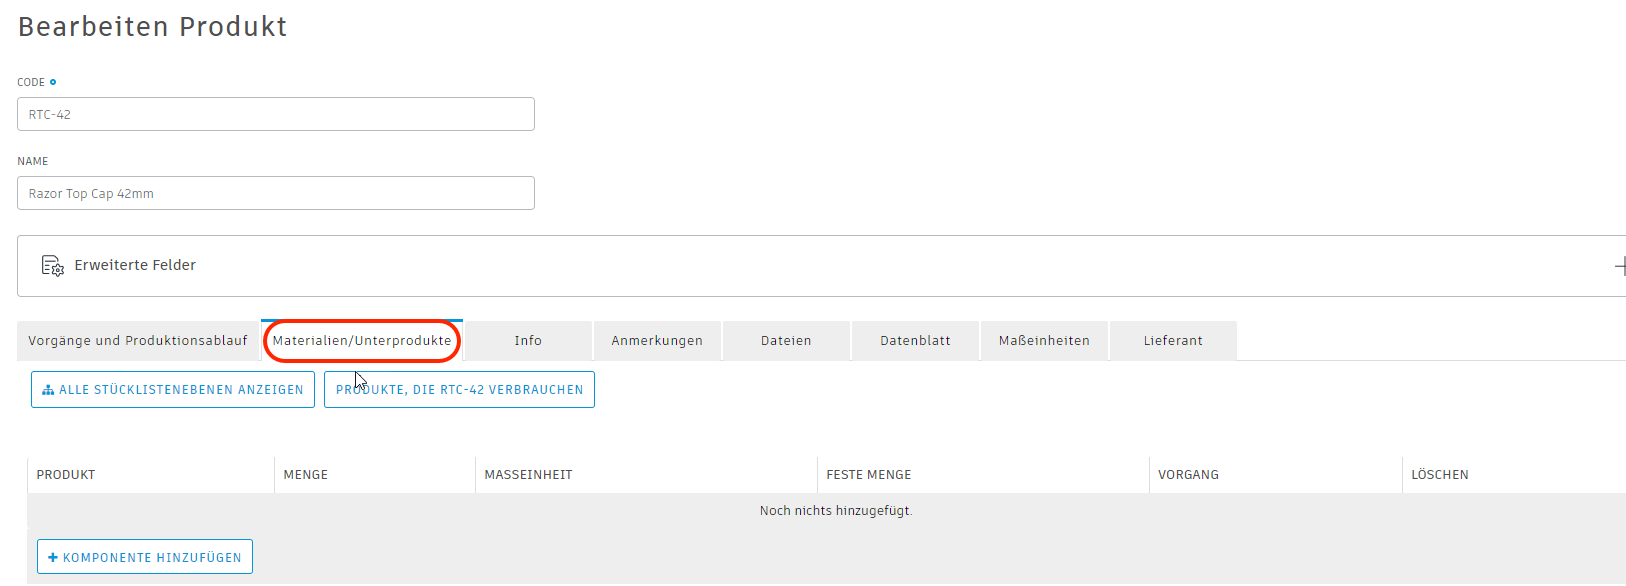 Bearbeiten Produkt
CODE
RTC-42
NAME
Razor Top Cap 42mm
Erweiterte Felder
Vorgänge und Produktionsablauf Materialien/Unterprodukte Info Anmerkungen Dateien Datenblatt Maßeinheiten Lieferant
ALLE STÜCKLISTENEBENEN ANZEIGEN PRODUKTE, DIE RTC-42 VERBRAUCHEN
PRODUKT MENGE MASSEINHEIT FESTE MENGE VORGANG LÖSCHEN
Noch nichts hinzugefügt.
KOMPONENTE HINZUFÜGEN